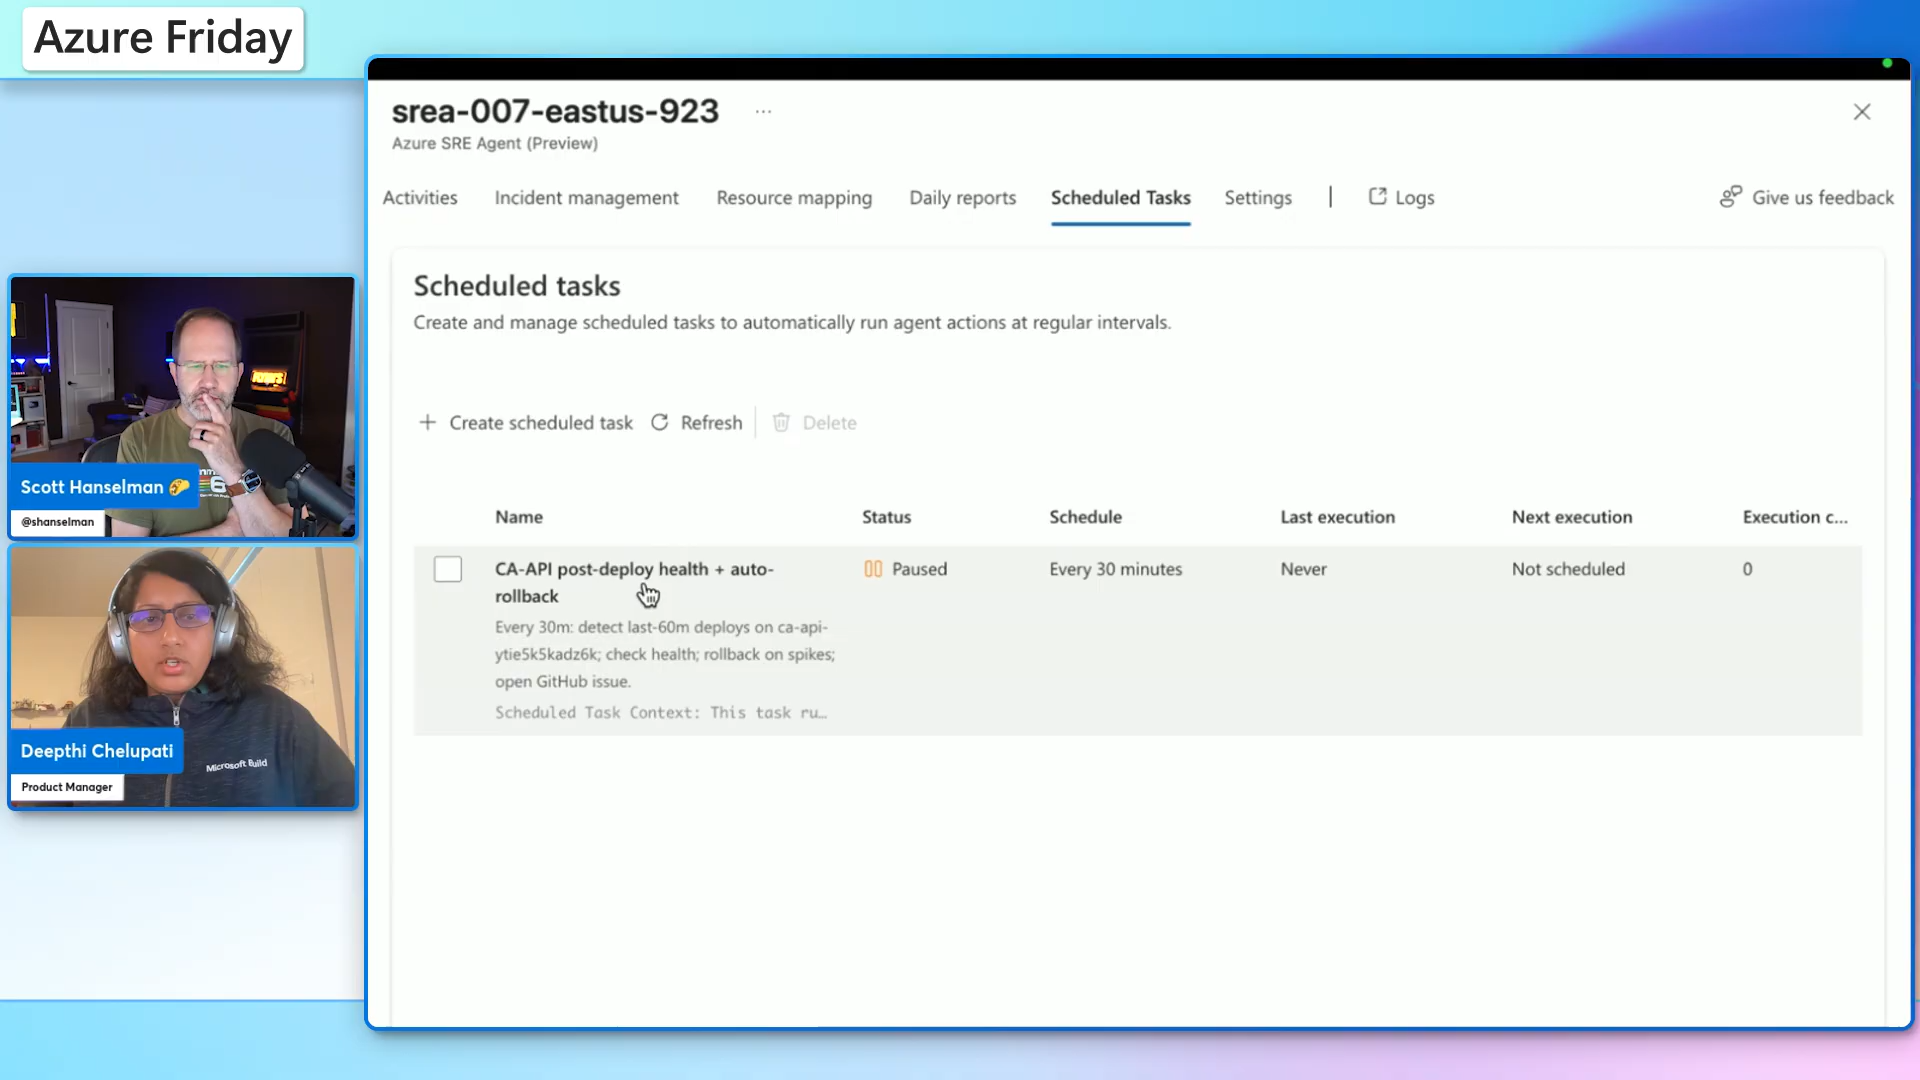 Azure Friday
srea-007-eastus-923 ...
Azure SRE Agent (Preview)
Activities Incident management Resource mapping Daily reports Scheduled Tasks Settings | Logs Give us feedback
Scheduled tasks
Create and manage scheduled tasks to automatically run agent actions at regular intervals.
+ Create scheduled task Refresh Delete
Name Status Schedule Last execution Next execution Execution c...
CA-API post-deploy health + auto- Paused Every 30 minutes Never Not scheduled 0
rollback
Every 30m: detect last-60m deploys on ca-api-
ytie5k5kadz6k; check health; rollback on spikes;
open GitHub issue.
Scheduled Task Context: This task ru...
Scott Hanselman 🌮
@shanselman
Deepthi Chelupati
Product Manager
Microsoft Build